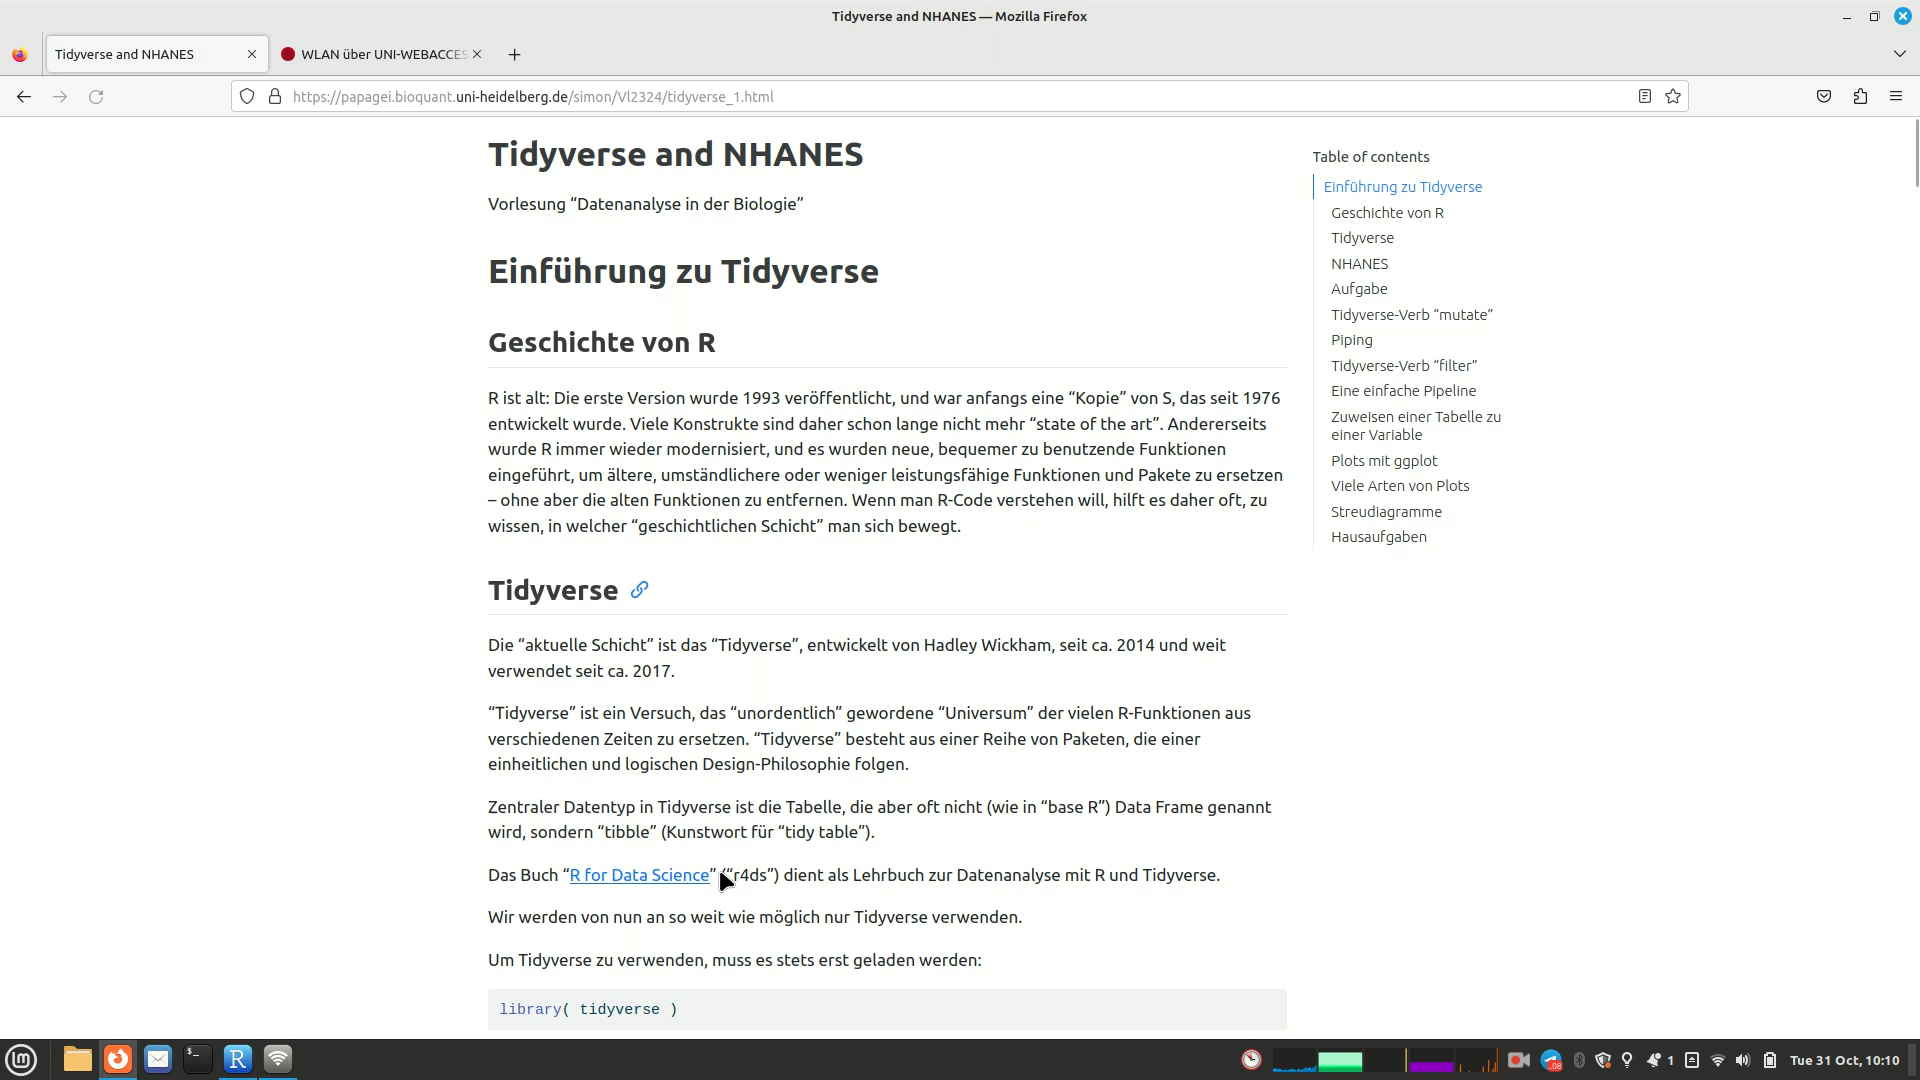 Tidyverse and NHANES — Mozilla Firefox
Tidyverse and NHANES
WLAN über UNI-WEBACCES
https://papagei.bioquant.uni-heidelberg.de/simon/Vl2324/tidyverse_1.html
Tidyverse and NHANES
Vorlesung “Datenanalyse in der Biologie”
Einführung zu Tidyverse
Geschichte von R
R ist alt: Die erste Version wurde 1993 veröffentlicht, und war anfangs eine “Kopie” von S, das seit 1976
entwickelt wurde. Viele Konstrukte sind daher schon lange nicht mehr “state of the art”. Andererseits
wurde R immer wieder modernisiert, und es wurden neue, bequemer zu benutzende Funktionen
eingeführt, um ältere, umständlichere oder weniger leistungsfähige Funktionen und Pakete zu ersetzen
– ohne aber die alten Funktionen zu entfernen. Wenn man R-Code verstehen will, hilft es daher oft, zu
wissen, in welcher “geschichtlichen Schicht” man sich bewegt.
Tidyverse
Die “aktuelle Schicht” ist das “Tidyverse”, entwickelt von Hadley Wickham, seit ca. 2014 und weit
verwendet seit ca. 2017.
“Tidyverse” ist ein Versuch, das “unordentlich” gewordene “Universum” der vielen R-Funktionen aus
verschiedenen Zeiten zu ersetzen. “Tidyverse” besteht aus einer Reihe von Paketen, die einer
einheitlichen und logischen Design-Philosophie folgen.
Zentraler Datentyp in Tidyverse ist die Tabelle, die aber oft nicht (wie in “base R”) Data Frame genannt
wird, sondern “tibble” (Kunstwort für “tidy table”).
Das Buch “R for Data Science” (“r4ds”) dient als Lehrbuch zur Datenanalyse mit R und Tidyverse.
Wir werden von nun an so weit wie möglich nur Tidyverse verwenden.
Um Tidyverse zu verwenden, muss es stets erst geladen werden:
library( tidyverse )
Table of contents
Einführung zu Tidyverse
Geschichte von R
Tidyverse
NHANES
Aufgabe
Tidyverse-Verb “mutate”
Piping
Tidyverse-Verb “filter”
Eine einfache Pipeline
Zuweisen einer Tabelle zu
einer Variable
Plots mit ggplot
Viele Arten von Plots
Streudiagramme
Hausaufgaben
1
Tue 31 Oct, 10:10